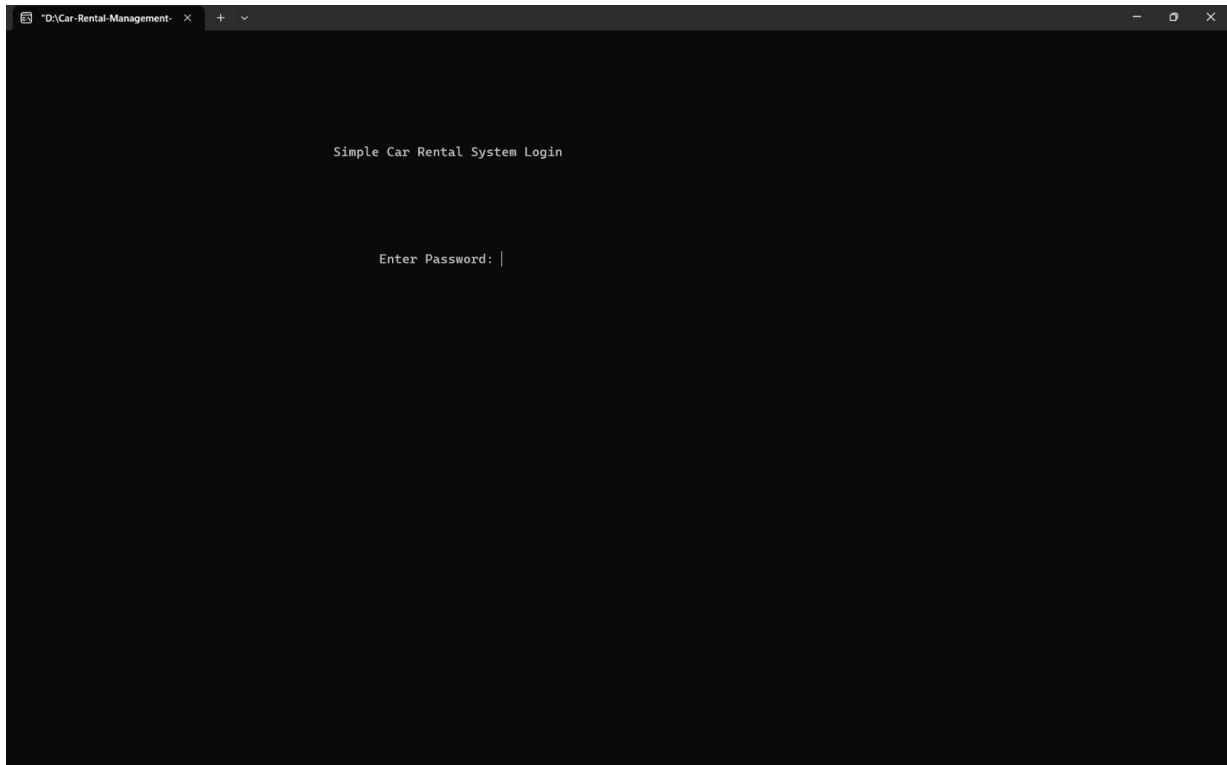 "D:\Car-Rental-Management-
Simple Car Rental System Login
Enter Password: